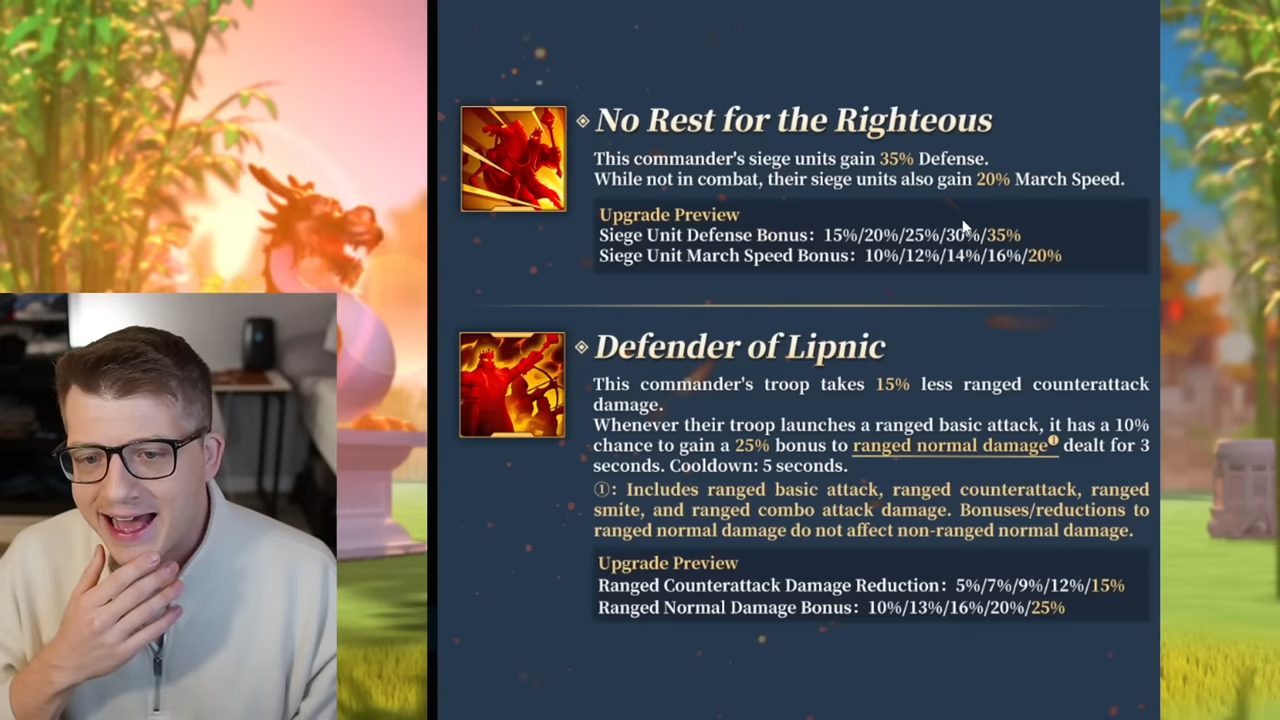 No Rest for the Righteous
This commander's siege units gain 35% Defense.
While not in combat, their siege units also gain 20% March Speed.
Upgrade Preview
Siege Unit Defense Bonus: 15%/20%/25%/30%/35%
Siege Unit March Speed Bonus: 10%/12%/14%/16%/20%
Defender of Lipnic
This commander's troop takes 15% less ranged counterattack
damage.
Whenever their troop launches a ranged basic attack, it has a 10%
chance to gain a 25% bonus to ranged normal damage① dealt for 3
seconds. Cooldown: 5 seconds.
①: Includes ranged basic attack, ranged counterattack, ranged
smite, and ranged combo attack damage. Bonuses/reductions to
ranged normal damage do not affect non-ranged normal damage.
Upgrade Preview
Ranged Counterattack Damage Reduction: 5%/7%/9%/12%/15%
Ranged Normal Damage Bonus: 10%/13%/16%/20%/25%